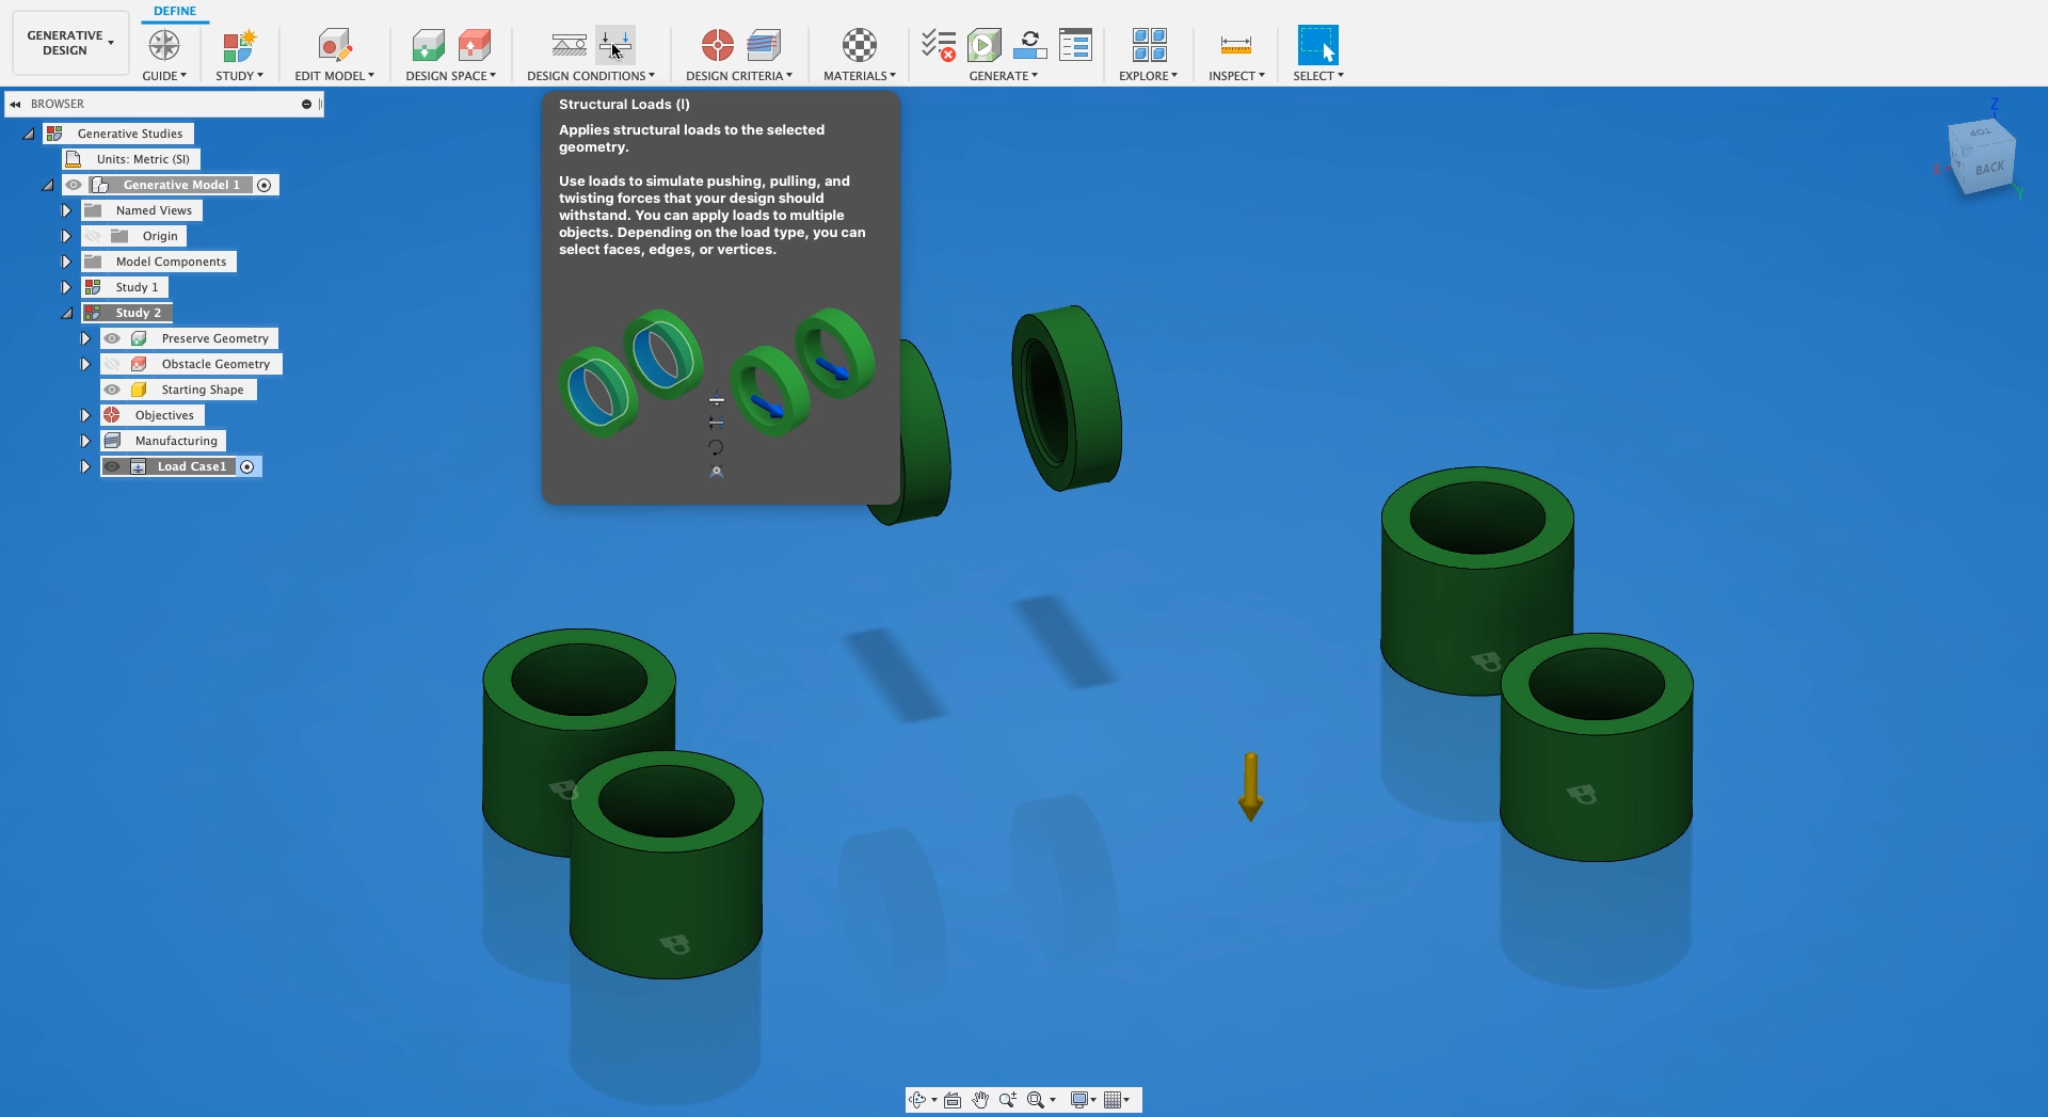 DEFINE
GENERATIVE
DESIGN
GUIDE
STUDY
EDIT MODEL
DESIGN SPACE
DESIGN CONDITIONS
DESIGN CRITERIA
MATERIALS
GENERATE
EXPLORE
INSPECT
SELECT
BROWSER
Generative Studies
Units: Metric (SI)
Generative Model 1
Named Views
Origin
Model Components
Study 1
Study 2
Preserve Geometry
Obstacle Geometry
Starting Shape
Objectives
Manufacturing
Load Case1
Structural Loads (l)
Applies structural loads to the selected
geometry.
Use loads to simulate pushing, pulling, and
twisting forces that your design should
withstand. You can apply loads to multiple
objects. Depending on the load type, you can
select faces, edges, or vertices.
Z
TOP
BACK
X
Y